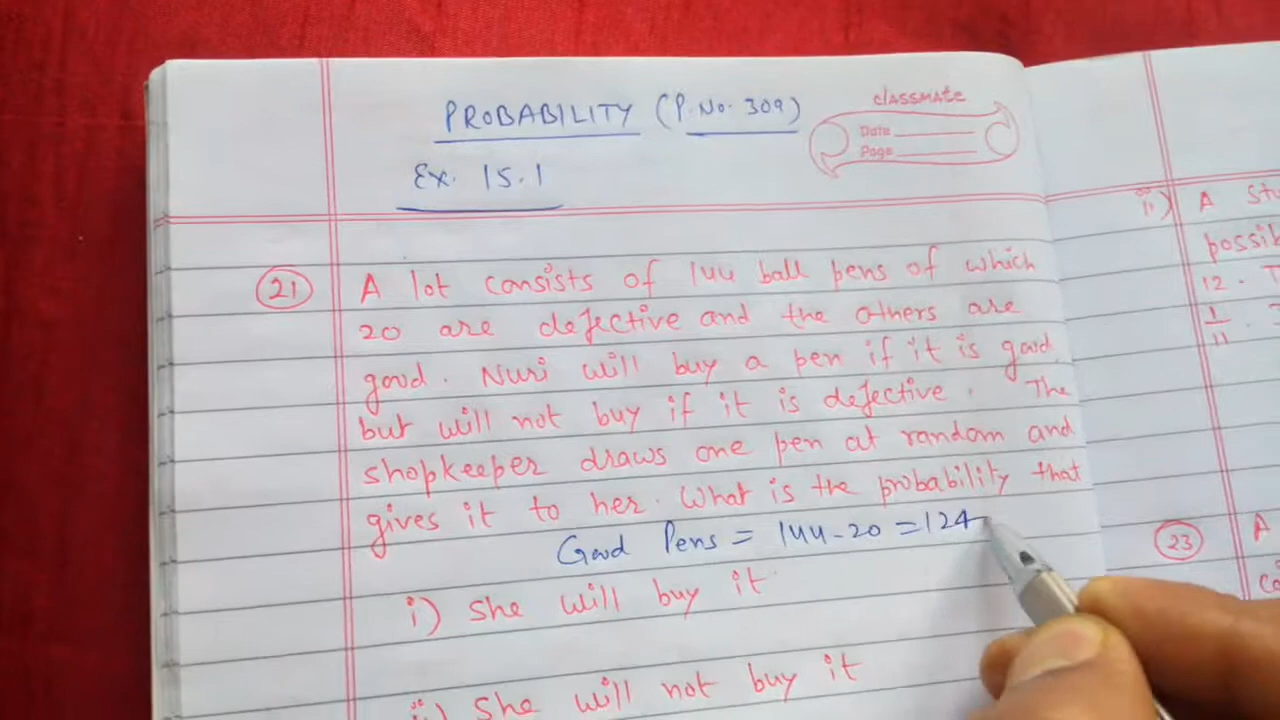 PROBABILITY (P.No. 309)
Ex. 15.1
classmate
Date
Page
21 A lot consists of 144 ball pens of which
20 are defective and the others are
good. Nuri will buy a pen if it is good
but will not buy if it is defective. The
shopkeeper draws one pen at random and
gives it to her. What is the probability that
Good Pens = 144-20 = 124
i) She will buy it
ii) She will not buy it
ii) A
possib
12.
1
11
23 A